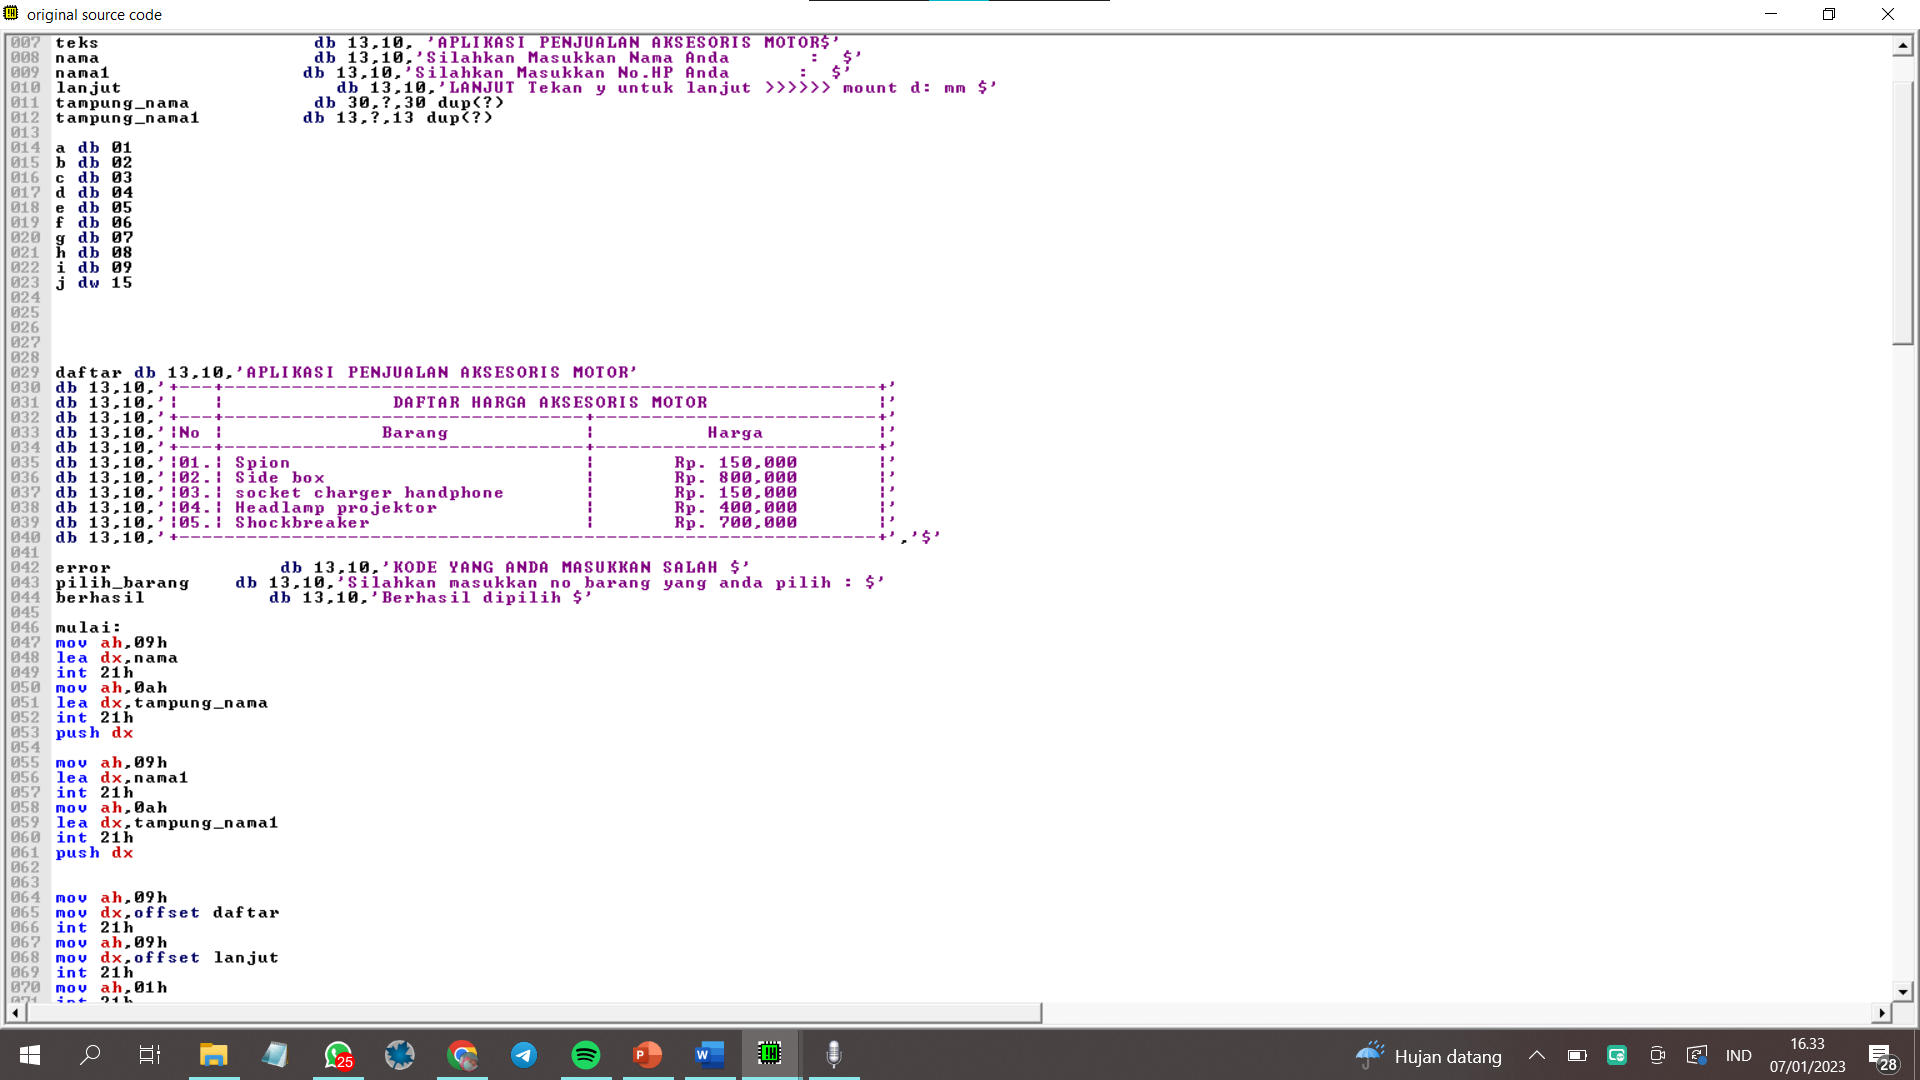 original source code
007 teks db 13,10, 'APLIKASI PENJUALAN AKSESORIS MOTOR$'
008 nama db 13,10,'Silahkan Masukkan Nama Anda : $'
009 nama1 db 13,10,'Silahkan Masukkan No.HP Anda : $'
010 lanjut db 13,10,'LANJUT Tekan y untuk lanjut >>>>>> mount d: mm $'
011 tampung_nama db 30,?,30 dup(?)
012 tampung_nama1 db 13,?,13 dup(?)
013
014 a db 01
015 b db 02
016 c db 03
017 d db 04
018 e db 05
019 f db 06
020 g db 07
021 h db 08
022 i db 09
023 j dw 15
024
025
026
027
028
029 daftar db 13,10,'APLIKASI PENJUALAN AKSESORIS MOTOR'
030 db 13,10,'+---+-----------------------------------------------------------+'
031 db 13,10,'¦   ¦               DAFTAR HARGA AKSESORIS MOTOR                ¦'
032 db 13,10,'+---+---------------------------------+-------------------------+'
033 db 13,10,'¦No ¦              Barang             ¦          Harga          ¦'
034 db 13,10,'+---+---------------------------------+-------------------------+'
035 db 13,10,'¦01.¦ Spion                           ¦       Rp. 150,000       ¦'
036 db 13,10,'¦02.¦ Side box                        ¦       Rp. 800,000       ¦'
037 db 13,10,'¦03.¦ socket charger handphone        ¦       Rp. 150,000       ¦'
038 db 13,10,'¦04.¦ Headlamp projektor              ¦       Rp. 400,000       ¦'
039 db 13,10,'¦05.¦ Shockbreaker                    ¦       Rp. 700,000       ¦'
040 db 13,10,'+---------------------------------------------------------------+','$'
041
042 error db 13,10,'KODE YANG ANDA MASUKKAN SALAH $'
043 pilih_barang db 13,10,'Silahkan masukkan no barang yang anda pilih : $'
044 berhasil db 13,10,'Berhasil dipilih $'
045
046 mulai:
047 mov ah,09h
048 lea dx,nama
049 int 21h
050 mov ah,0ah
051 lea dx,tampung_nama
052 int 21h
053 push dx
054
055 mov ah,09h
056 lea dx,nama1
057 int 21h
058 mov ah,0ah
059 lea dx,tampung_nama1
060 int 21h
061 push dx
062
063
064 mov ah,09h
065 mov dx,offset daftar
066 int 21h
067 mov ah,09h
068 mov dx,offset lanjut
069 int 21h
070 mov ah,01h
071 int 21h
25
Hujan datang
IND
16.33
07/01/2023
28